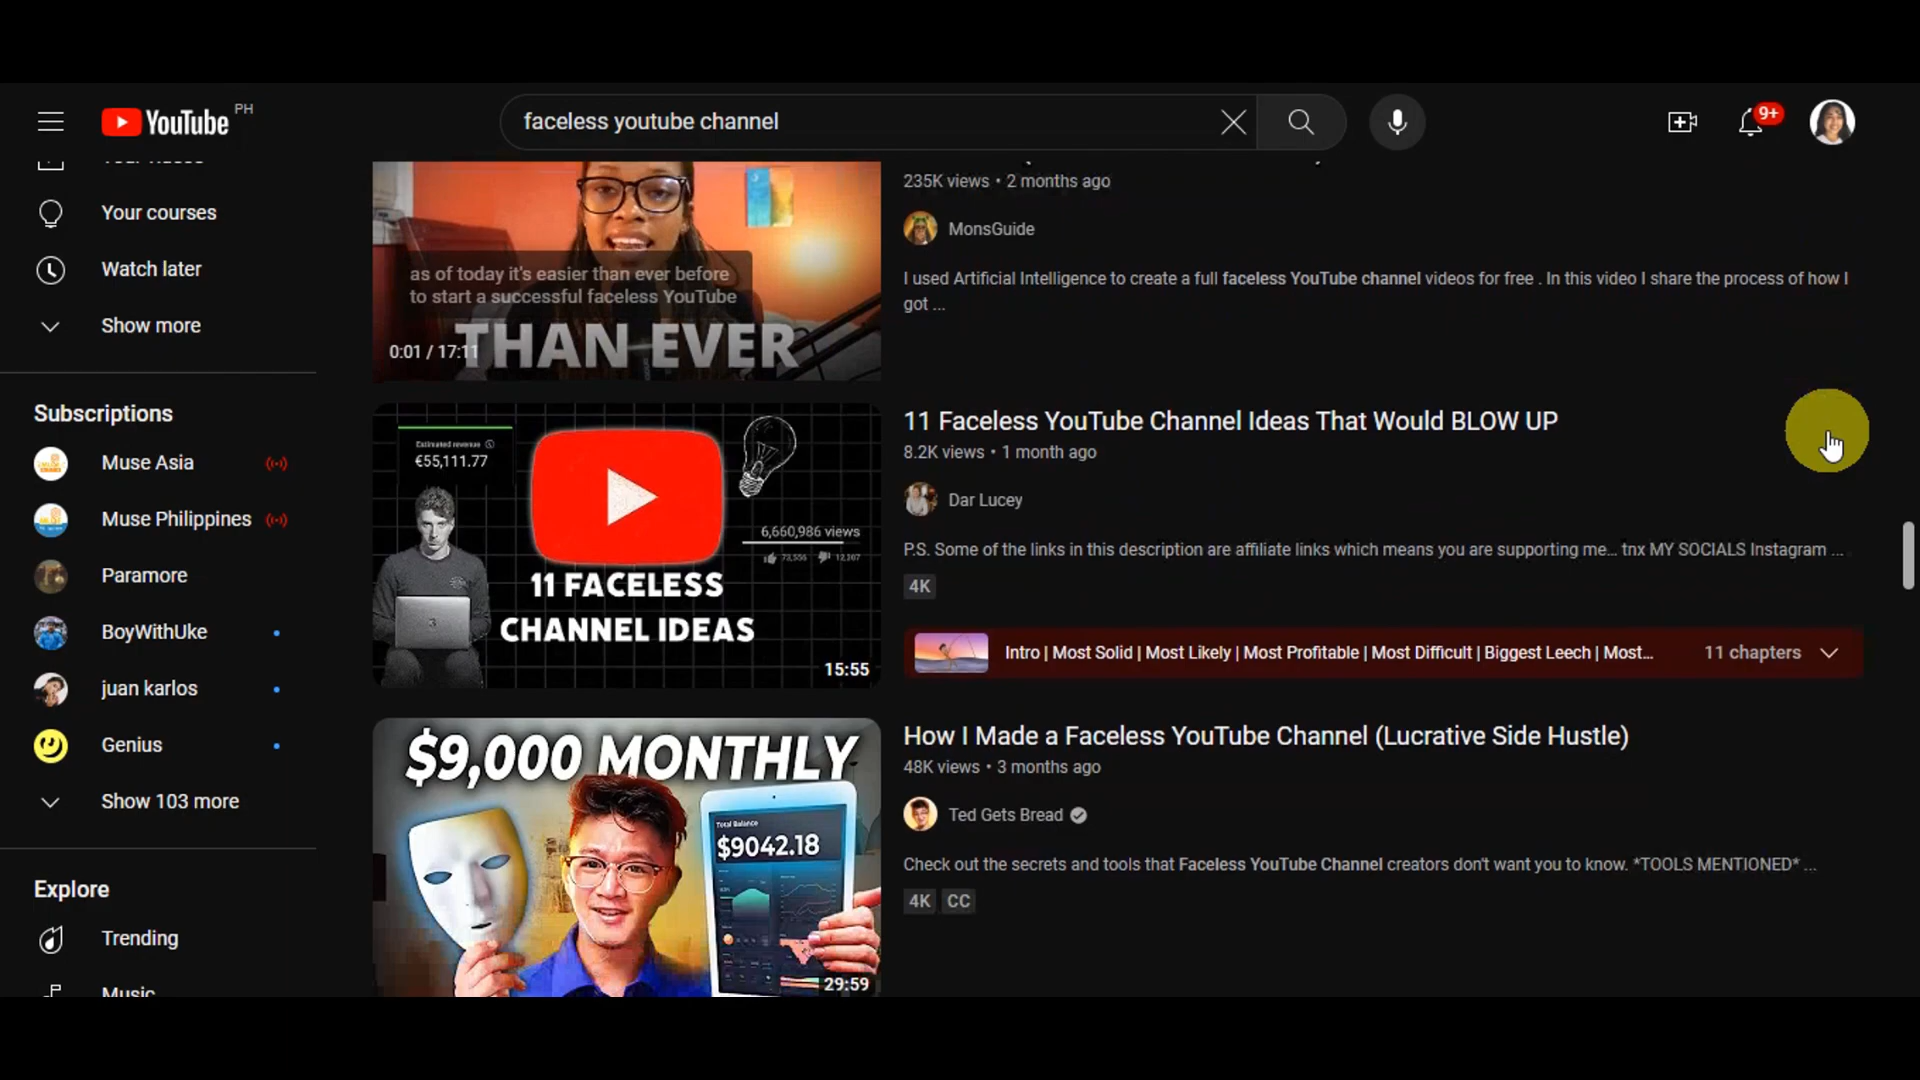 YouTube PH
faceless youtube channel
9+
Your courses
Watch later
Show more
Subscriptions
Muse Asia
Muse Philippines
Paramore
BoyWithUke
juan karlos
Genius
Show 103 more
Explore
Trending
Music
as of today it's easier than ever before
to start a successful faceless YouTube
THAN EVER
0:01 / 17:11
235K views • 2 months ago
MonsGuide
I used Artificial Intelligence to create a full faceless YouTube channel videos for free . In this video I share the process of how I
got ...
Estimated revenue
€55,111.77
6,660,986 views
73,556 12,367
11 FACELESS
CHANNEL IDEAS
15:55
11 Faceless YouTube Channel Ideas That Would BLOW UP
8.2K views • 1 month ago
Dar Lucey
P.S. Some of the links in this description are affiliate links which means you are supporting me... tnx MY SOCIALS Instagram ...
4K
Intro | Most Solid | Most Likely | Most Profitable | Most Difficult | Biggest Leech | Most...
11 chapters
$9,000 MONTHLY
Total Balance
$9042.18
29:59
How I Made a Faceless YouTube Channel (Lucrative Side Hustle)
48K views • 3 months ago
Ted Gets Bread
Check out the secrets and tools that Faceless YouTube Channel creators don't want you to know. *TOOLS MENTIONED* ...
4K CC